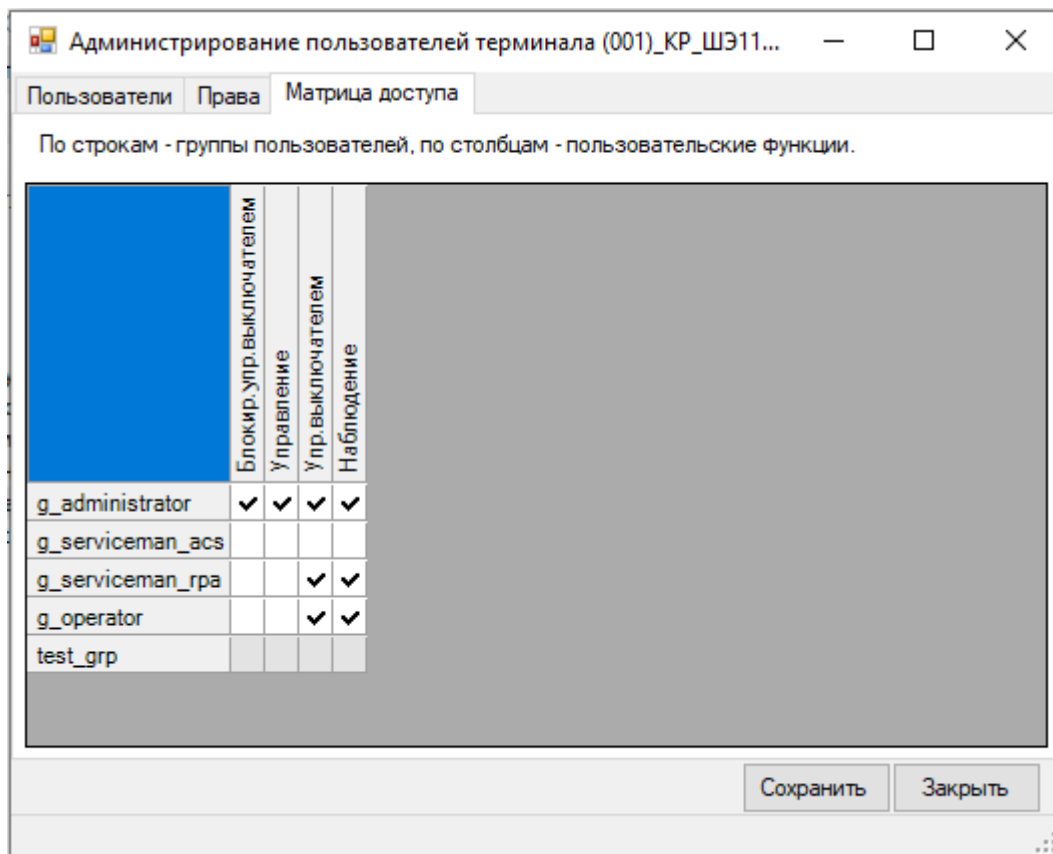 Администрирование пользователей терминала (001)_КР_ШЭ11...
Пользователи Права Матрица доступа
По строкам - группы пользователей, по столбцам - пользовательские функции.
Блокир.упр.выключателем
Управление
Упр.выключателем
Наблюдение
g_administrator
g_serviceman_acs
g_serviceman_rpa
g_operator
test_grp
Сохранить Закрыть